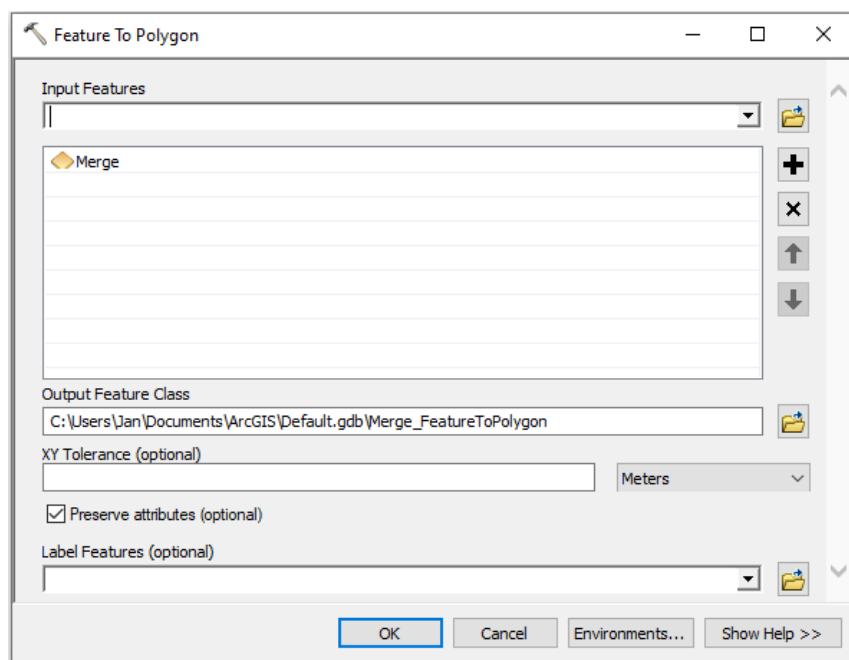 Feature To Polygon
Input Features
Merge
Output Feature Class
C:\Users\Jan\Documents\ArcGIS\Default.gdb\Merge_FeatureToPolygon
XY Tolerance (optional)
Meters
Preserve attributes (optional)
Label Features (optional)
OK Cancel Environments... Show Help >>